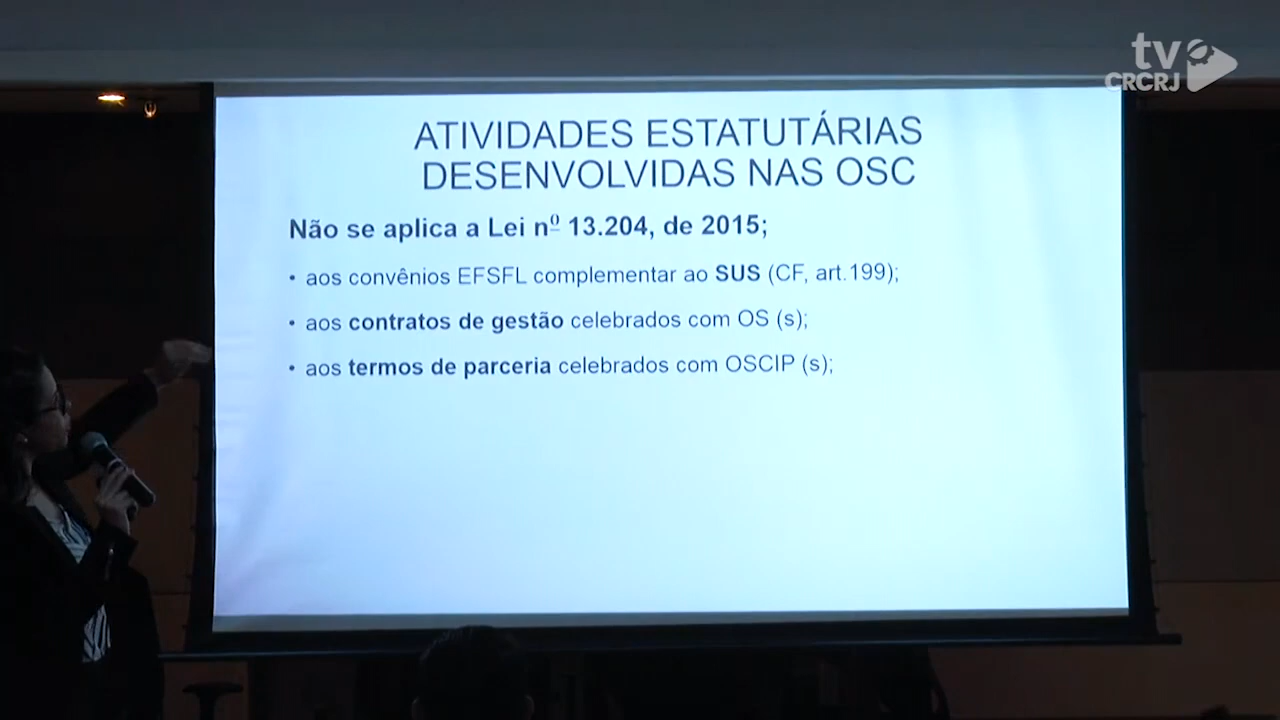 tv
CRCRJ
ATIVIDADES ESTATUTÁRIAS
DESENVOLVIDAS NAS OSC
Não se aplica a Lei nº 13.204, de 2015;
• aos convênios EFSFL complementar ao SUS (CF, art.199);
• aos contratos de gestão celebrados com OS (s);
• aos termos de parceria celebrados com OSCIP (s);